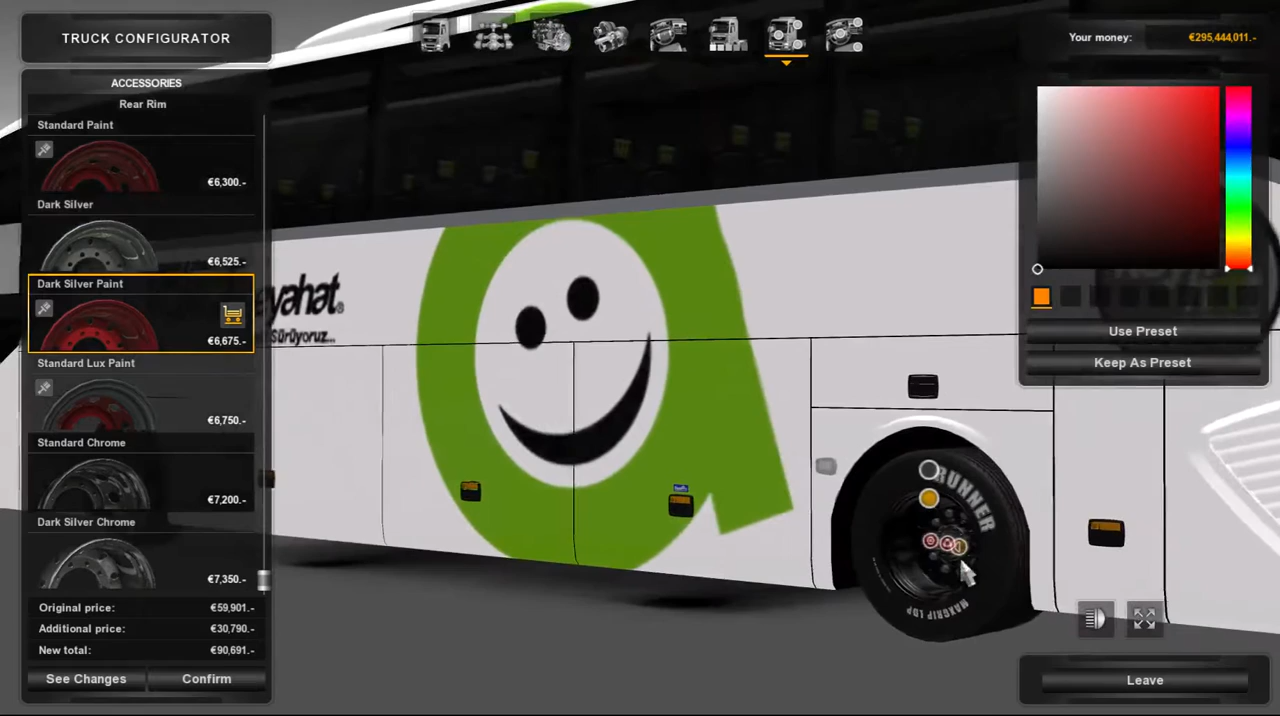 TRUCK CONFIGURATOR
Your money: €295,444,011.-
ACCESSORIES
Rear Rim
Standard Paint
€6,300.-
Dark Silver
€6,525.-
Dark Silver Paint
€6,675.-
Standard Lux Paint
€6,750.-
Standard Chrome
€7,200.-
Dark Silver Chrome
€7,350.-
Original price: €59,901.-
Additional price: €30,790.-
New total: €90,691.-
See Changes
Confirm
eyahat®
Sürüyoruz...
Use Preset
Keep As Preset
RUNNER
MAXGRIP LDP
Leave